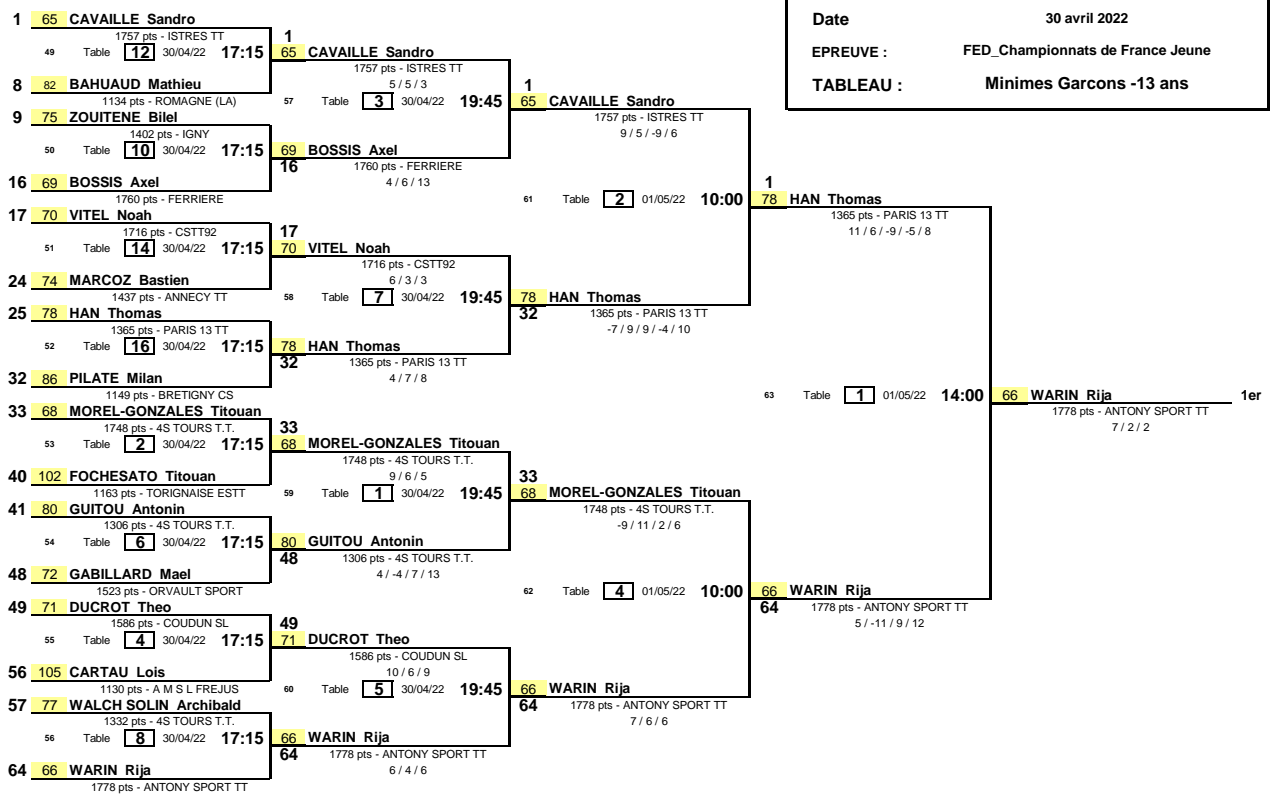 Date 30 avril 2022
EPREUVE : FED_Championnats de France Jeune
TABLEAU : Minimes Garcons -13 ans
1 65 CAVAILLE Sandro
1757 pts - ISTRES TT
49 Table 12 30/04/22 17:15
8 82 BAHUAUD Mathieu
1134 pts - ROMAGNE (LA)
9 75 ZOUITENE Bilel
1402 pts - IGNY
50 Table 10 30/04/22 17:15
16 69 BOSSIS Axel
1760 pts - FERRIERE
17 70 VITEL Noah
1716 pts - CSTT92
51 Table 14 30/04/22 17:15
24 74 MARCOZ Bastien
1437 pts - ANNECY TT
25 78 HAN Thomas
1365 pts - PARIS 13 TT
52 Table 16 30/04/22 17:15
32 86 PILATE Milan
1149 pts - BRETIGNY CS
33 68 MOREL-GONZALES Titouan
1748 pts - 4S TOURS T.T.
53 Table 2 30/04/22 17:15
40 102 FOCHESATO Titouan
1163 pts - TORIGNAISE ESTT
41 80 GUITOU Antonin
1306 pts - 4S TOURS T.T.
54 Table 6 30/04/22 17:15
48 72 GABILLARD Mael
1523 pts - ORVAULT SPORT
49 71 DUCROT Theo
1586 pts - COUDUN SL
55 Table 4 30/04/22 17:15
56 105 CARTAU Lois
1130 pts - A M S L FREJUS
57 77 WALCH SOLIN Archibald
1332 pts - 4S TOURS T.T.
56 Table 8 30/04/22 17:15
64 66 WARIN Rija
1778 pts - ANTONY SPORT TT
1
65 CAVAILLE Sandro
1757 pts - ISTRES TT
5 / 5 / 3
57 Table 3 30/04/22 19:45
69 BOSSIS Axel
16
1760 pts - FERRIERE
4 / 6 / 13
17
70 VITEL Noah
1716 pts - CSTT92
6 / 3 / 3
58 Table 7 30/04/22 19:45
78 HAN Thomas
32
1365 pts - PARIS 13 TT
4 / 7 / 8
33
68 MOREL-GONZALES Titouan
1748 pts - 4S TOURS T.T.
9 / 6 / 5
59 Table 1 30/04/22 19:45
80 GUITOU Antonin
48
1306 pts - 4S TOURS T.T.
4 / -4 / 7 / 13
49
71 DUCROT Theo
1586 pts - COUDUN SL
10 / 6 / 9
60 Table 5 30/04/22 19:45
66 WARIN Rija
64
1778 pts - ANTONY SPORT TT
6 / 4 / 6
1
65 CAVAILLE Sandro
1757 pts - ISTRES TT
9 / 5 / -9 / 6
61 Table 2 01/05/22 10:00
78 HAN Thomas
32
1365 pts - PARIS 13 TT
-7 / 9 / 9 / -4 / 10
33
68 MOREL-GONZALES Titouan
1748 pts - 4S TOURS T.T.
-9 / 11 / 2 / 6
62 Table 4 01/05/22 10:00
66 WARIN Rija
64
1778 pts - ANTONY SPORT TT
7 / 6 / 6
1
78 HAN Thomas
1365 pts - PARIS 13 TT
11 / 6 / -9 / -5 / 8
63 Table 1 01/05/22 14:00
66 WARIN Rija
64
1778 pts - ANTONY SPORT TT
5 / -11 / 9 / 12
66 WARIN Rija 1er
1778 pts - ANTONY SPORT TT
7 / 2 / 2